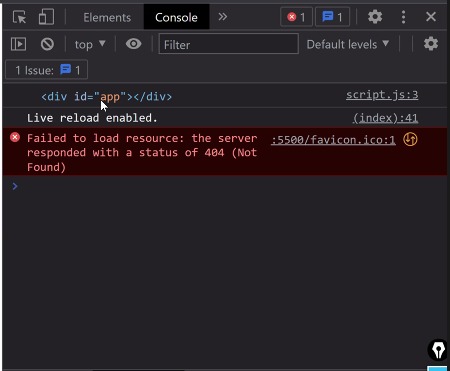 Elements Console 1 1
top Filter Default levels
1 Issue: 1
<div id="app"></div> script.js:3
Live reload enabled. (index):41
Failed to load resource: the server :5500/favicon.ico:1
responded with a status of 404 (Not
Found)